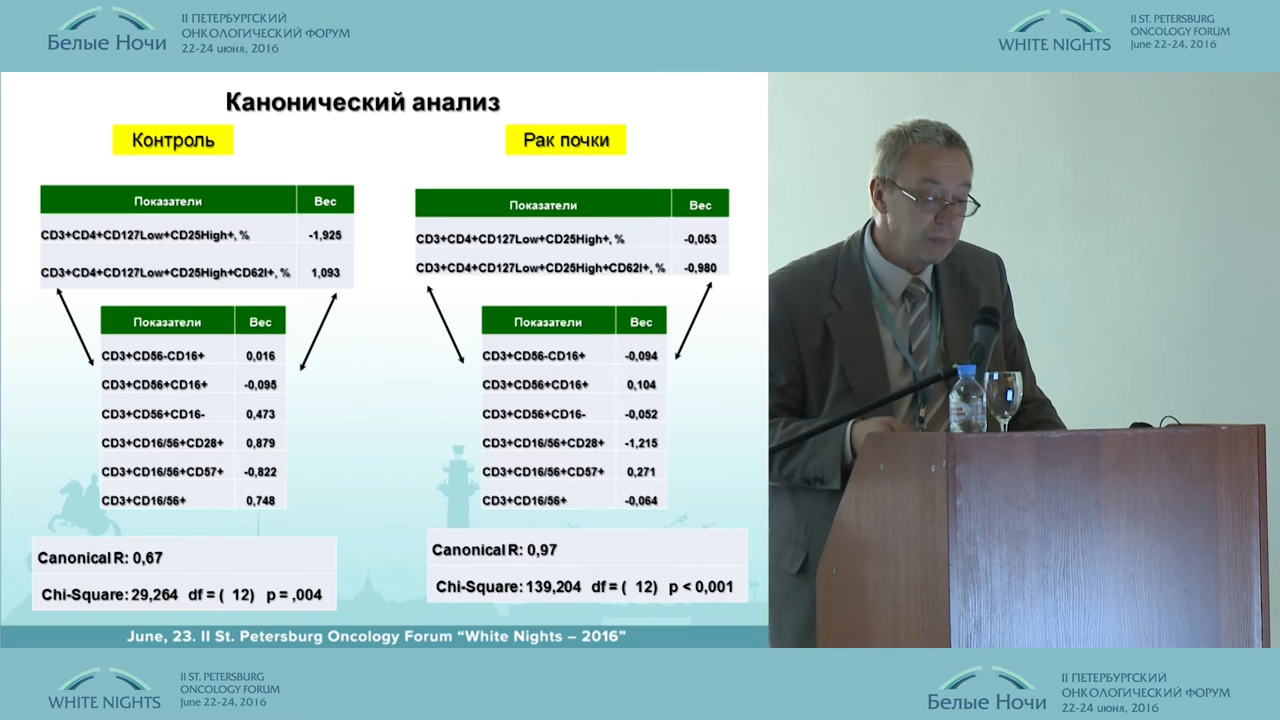 II ПЕТЕРБУРГСКИЙ
ОНКОЛОГИЧЕСКИЙ ФОРУМ
Белые Ночи
22-24 июня, 2016
II ST. PETERSBURG
ONCOLOGY FORUM
WHITE NIGHTS
June 22-24, 2016
Канонический анализ
Контроль
Показатели Вес
CD3+CD4+CD127Low+CD25High+, % -1,925
CD3+CD4+CD127Low+CD25High+CD62l+, % 1,093
Показатели Вес
CD3+CD56-CD16+ 0,016
CD3+CD56+CD16+ -0,095
CD3+CD56+CD16- 0,473
CD3+CD16/56+CD28+ 0,879
CD3+CD16/56+CD57+ -0,822
CD3+CD16/56+ 0,748
Canonical R: 0,67
Chi-Square: 29,264 df = ( 12) p = ,004
Рак почки
Показатели Вес
CD3+CD4+CD127Low+CD25High+, % -0,053
CD3+CD4+CD127Low+CD25High+CD62l+, % -0,980
Показатели Вес
CD3+CD56-CD16+ -0,094
CD3+CD56+CD16+ 0,104
CD3+CD56+CD16- -0,052
CD3+CD16/56+CD28+ -1,215
CD3+CD16/56+CD57+ 0,271
CD3+CD16/56+ -0,064
Canonical R: 0,97
Chi-Square: 139,204 df = ( 12) p < 0,001
June, 23. II St. Petersburg Oncology Forum “White Nights – 2016”
II ST. PETERSBURG
ONCOLOGY FORUM
WHITE NIGHTS
June 22-24, 2016
II ПЕТЕРБУРГСКИЙ
ОНКОЛОГИЧЕСКИЙ ФОРУМ
Белые Ночи
22-24 июня, 2016